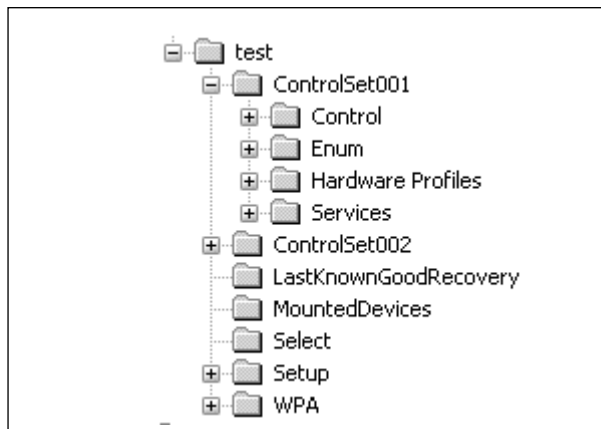 test
ControlSet001
Control
Enum
Hardware Profiles
Services
ControlSet002
LastKnownGoodRecovery
MountedDevices
Select
Setup
WPA